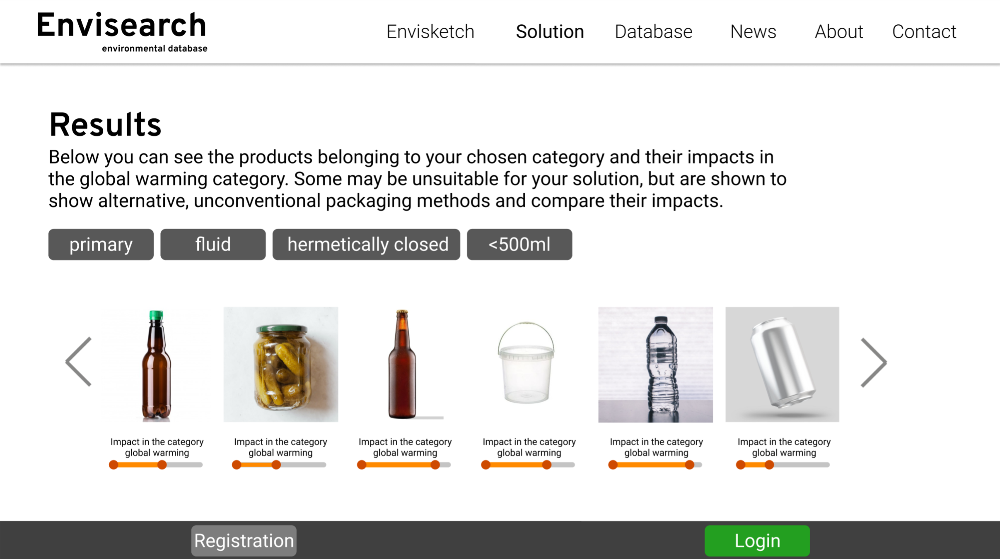 Envisearch
environmental database
Envisketch Solution Database News About Contact
Results
Below you can see the products belonging to your chosen category and their impacts in
the global warming category. Some may be unsuitable for your solution, but are shown to
show alternative, unconventional packaging methods and compare their impacts.
primary fluid hermetically closed <500ml
Impact in the category
global warming
Impact in the category
global warming
Impact in the category
global warming
Impact in the category
global warming
Impact in the category
global warming
Impact in the category
global warming
Registration Login